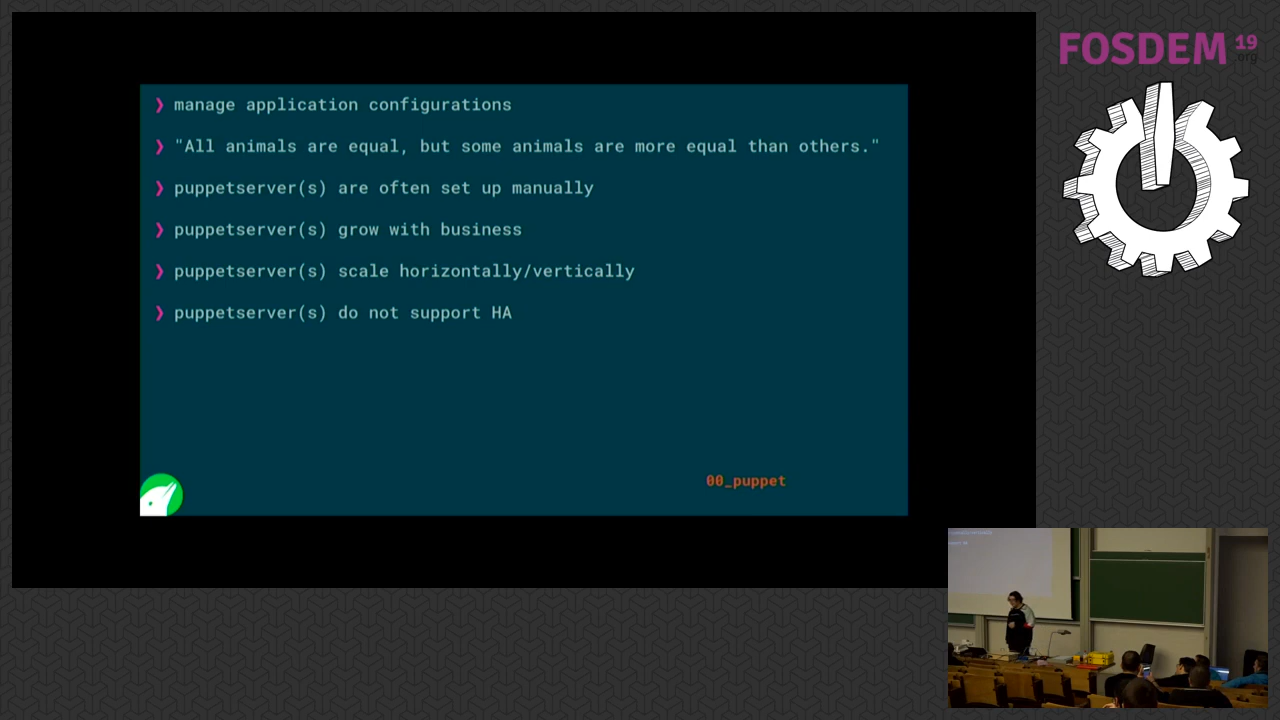 FOSDEM 19
.org
❯ manage application configurations
❯ "All animals are equal, but some animals are more equal than others."
❯ puppetserver(s) are often set up manually
❯ puppetserver(s) grow with business
❯ puppetserver(s) scale horizontally/vertically
❯ puppetserver(s) do not support HA
00_puppet